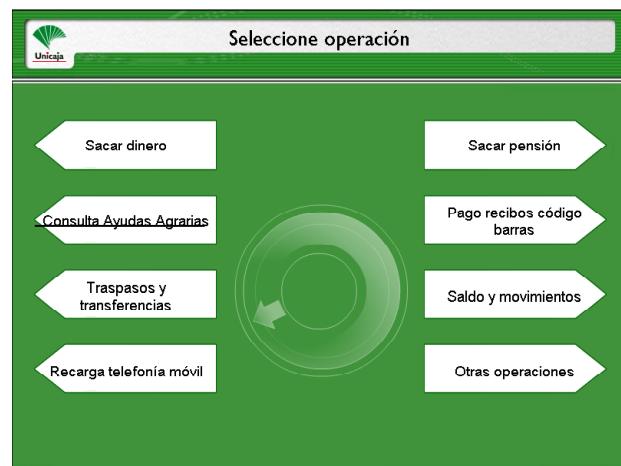 Unicaja
Seleccione operación
Sacar dinero
Sacar pensión
Consulta Ayudas Agrarias
Pago recibos código
barras
Traspasos y
transferencias
Saldo y movimientos
Recarga telefonía móvil
Otras operaciones